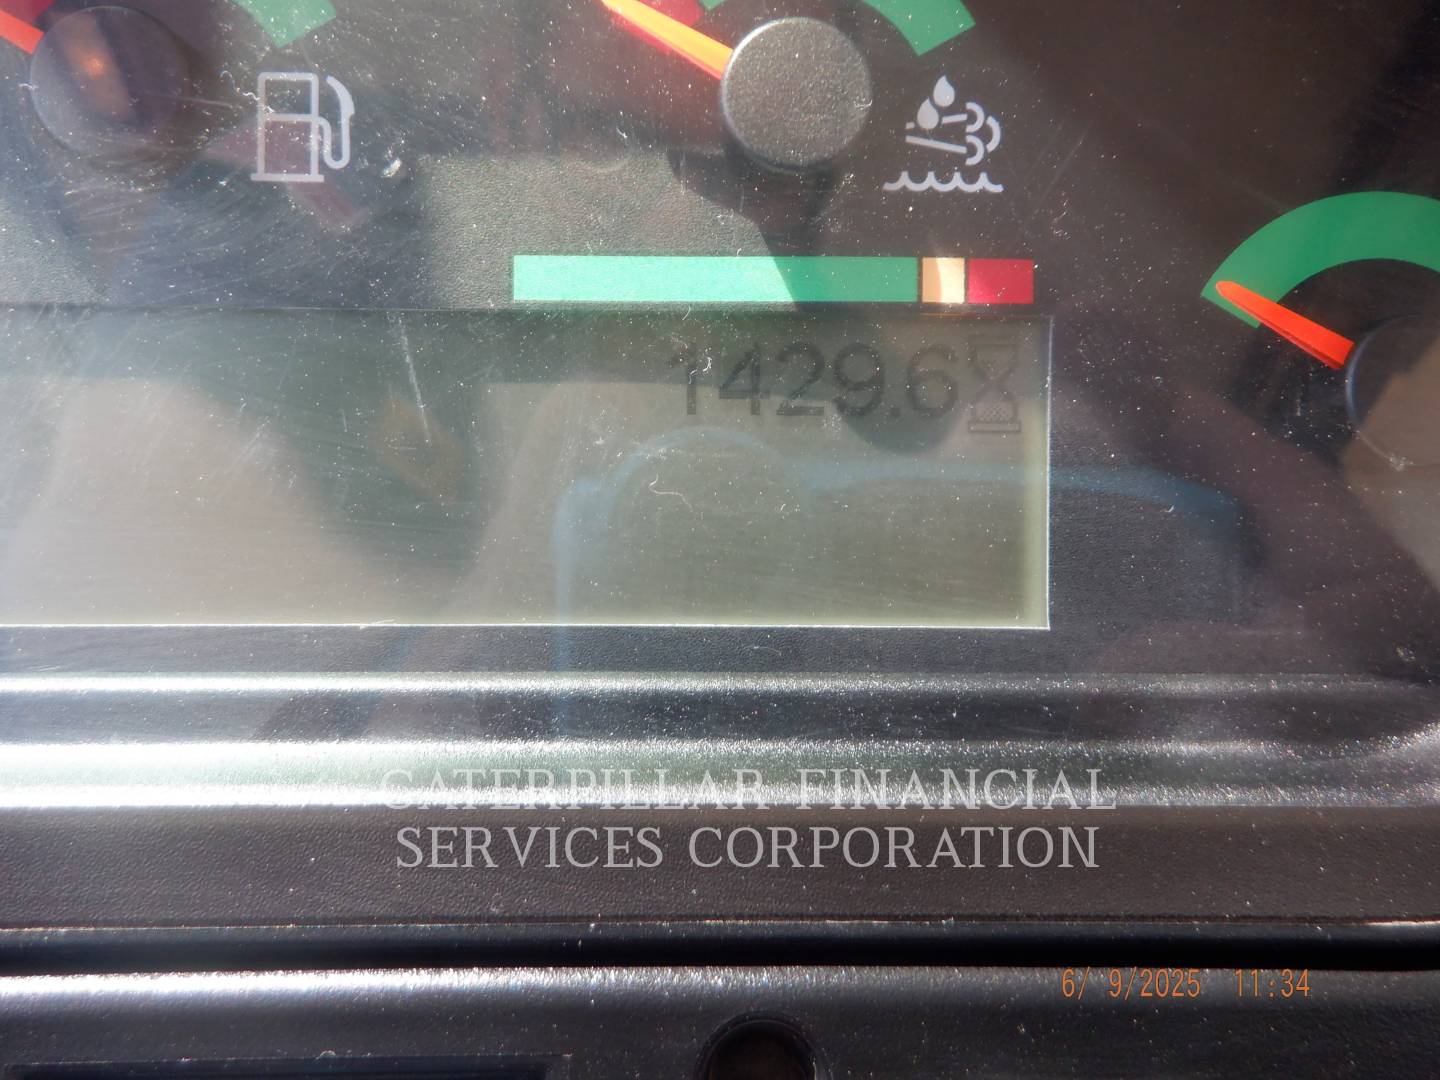 1429.6
CATERPILLAR FINANCIAL
SERVICES CORPORATION
6/ 9/2025 11:34